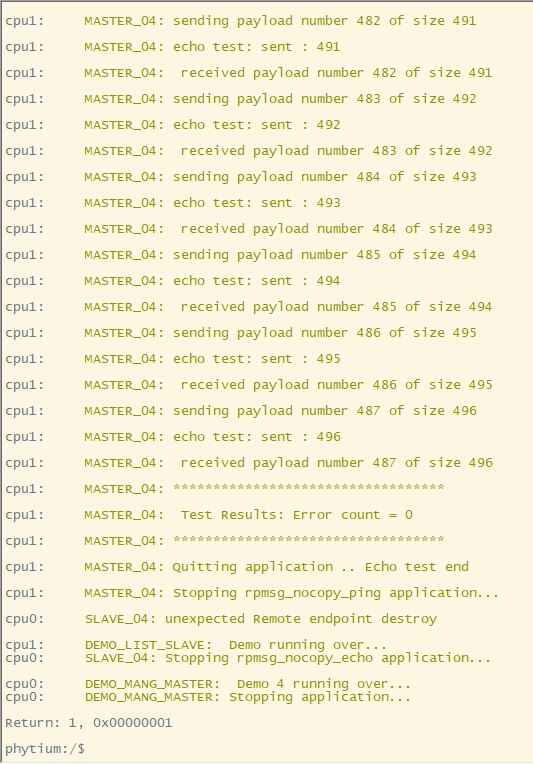 cpu1:     MASTER_04: sending payload number 482 of size 491
cpu1:     MASTER_04: echo test: sent : 491
cpu1:     MASTER_04:  received payload number 482 of size 491
cpu1:     MASTER_04: sending payload number 483 of size 492
cpu1:     MASTER_04: echo test: sent : 492
cpu1:     MASTER_04:  received payload number 483 of size 492
cpu1:     MASTER_04: sending payload number 484 of size 493
cpu1:     MASTER_04: echo test: sent : 493
cpu1:     MASTER_04:  received payload number 484 of size 493
cpu1:     MASTER_04: sending payload number 485 of size 494
cpu1:     MASTER_04: echo test: sent : 494
cpu1:     MASTER_04:  received payload number 485 of size 494
cpu1:     MASTER_04: sending payload number 486 of size 495
cpu1:     MASTER_04: echo test: sent : 495
cpu1:     MASTER_04:  received payload number 486 of size 495
cpu1:     MASTER_04: sending payload number 487 of size 496
cpu1:     MASTER_04: echo test: sent : 496
cpu1:     MASTER_04:  received payload number 487 of size 496
cpu1:     MASTER_04: **********************************
cpu1:     MASTER_04:  Test Results: Error count = 0
cpu1:     MASTER_04: **********************************
cpu1:     MASTER_04: Quitting application .. Echo test end
cpu1:     MASTER_04: Stopping rpmsg_nocopy_ping application...
cpu0:     SLAVE_04: unexpected Remote endpoint destroy
cpu1:     DEMO_LIST_SLAVE:  Demo running over...
cpu0:     SLAVE_04: Stopping rpmsg_nocopy_echo application...
cpu0:     DEMO_MANG_MASTER:  Demo 4 running over...
cpu0:     DEMO_MANG_MASTER: Stopping application...
Return: 1, 0x00000001
phytium:/$